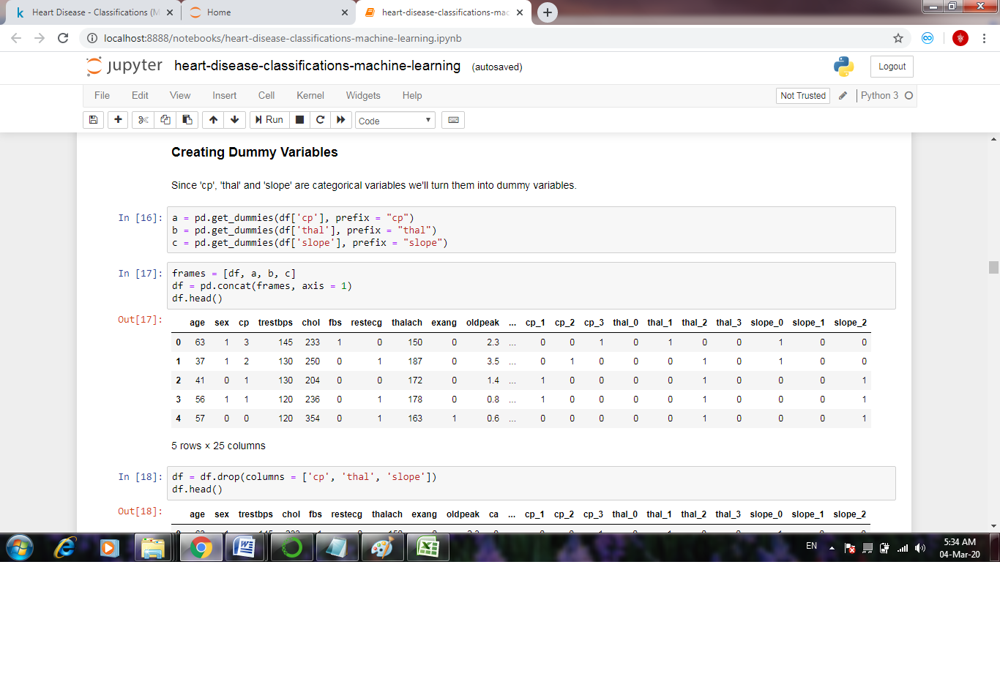 Heart Disease - Classifications (M
Home
heart-disease-classifications-mac
localhost:8888/notebooks/heart-disease-classifications-machine-learning.ipynb
jupyter heart-disease-classifications-machine-learning (autosaved)
Logout
File Edit View Insert Cell Kernel Widgets Help
Not Trusted
Python 3
Run
Code
Creating Dummy Variables
Since 'cp', 'thal' and 'slope' are categorical variables we'll turn them into dummy variables.
In [16]:
a = pd.get_dummies(df['cp'], prefix = "cp")
b = pd.get_dummies(df['thal'], prefix = "thal")
c = pd.get_dummies(df['slope'], prefix = "slope")
In [17]:
frames = [df, a, b, c]
df = pd.concat(frames, axis = 1)
df.head()
Out[17]:
age sex cp trestbps chol fbs restecg thalach exang oldpeak ... cp_1 cp_2 cp_3 thal_0 thal_1 thal_2 thal_3 slope_0 slope_1 slope_2
0 63 1 3 145 233 1 0 150 0 2.3 ... 0 0 1 0 1 0 0 1 0 0
1 37 1 2 130 250 0 1 187 0 3.5 ... 0 1 0 0 0 1 0 1 0 0
2 41 0 1 130 204 0 0 172 0 1.4 ... 1 0 0 0 0 1 0 0 0 1
3 56 1 1 120 236 0 1 178 0 0.8 ... 1 0 0 0 0 1 0 0 0 1
4 57 0 0 120 354 0 1 163 1 0.6 ... 0 0 0 0 0 1 0 0 0 1
5 rows × 25 columns
In [18]:
df = df.drop(columns = ['cp', 'thal', 'slope'])
df.head()
Out[18]:
age sex trestbps chol fbs restecg thalach exang oldpeak ca ... cp_1 cp_2 cp_3 thal_0 thal_1 thal_2 thal_3 slope_0 slope_1 slope_2
EN
5:34 AM
04-Mar-20